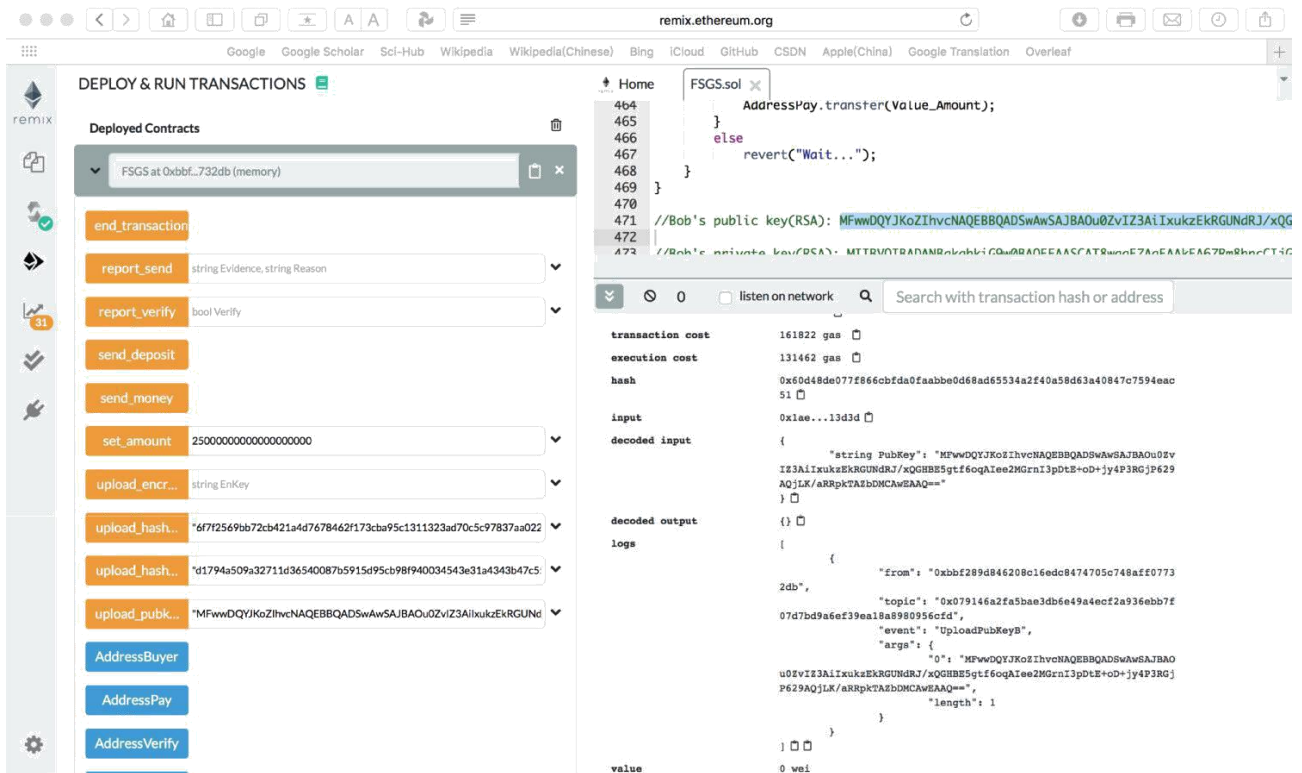 remix.ethereum.org
A A
Google Google Scholar Sci-Hub Wikipedia Wikipedia(Chinese) Bing iCloud GitHub CSDN Apple(China) Google Translation Overleaf
remix
31
DEPLOY & RUN TRANSACTIONS
Deployed Contracts
FSGS at 0xbbf...732db (memory)
end_transaction
report_send string Evidence, string Reason
report_verify bool Verify
send_deposit
send_money
set_amount 25000000000000000000
upload_encr... string EnKey
upload_hash... "6f7f2569bb72cb421a4d7678462f173cba95c1311323ad70c5c97837aa022
upload_hash... "d1794a509a32711d36540087b5915d95cb98f940034543e31a4343b47c5
upload_pubk... "MFwwDQYJKoZIhvcNAQEBBQADSwAwSAJBAOu0ZvIZ3AiIxukzEkRGUNd
AddressBuyer
AddressPay
AddressVerify
Home FSGS.sol
464 AddressPay.transfer(Value_Amount);
465 }
466 else
467 revert("Wait...");
468 }
469 }
470
471 //Bob's public key(RSA): MFwwDQYJKoZIhvcNAQEBBQADSwAwSAJBAOu0ZvIZ3AiIxukzEkRGUNdRJ/xQG
472
473 //Bob's private key(RSA):
0 listen on network Search with transaction hash or address
transaction cost 161822 gas
execution cost 131462 gas
hash 0x60d48de077f866cbfda0faabbe0d68ad65534a2f40a58d63a40847c7594eac
51
input 0x1ae...13d3d
decoded input {
"string PubKey": "MFwwDQYJKoZIhvcNAQEBBQADSwAwSAJBAOu0Zv
IZ3AiIxukzEkRGUNdRJ/xQGHBE5gtf6oqAIee2MGrnI3pDtE+oD+jy4P3RGjP629
AQjLK/aRRpkTAZbDMCAwEAAQ=="
}
decoded output {}
logs [
{
"from": "0xbbf289d846208c16edc8474705c748aff0773
2db",
"topic": "0x079146a2fa5bae3db6e49a4ecf2a936ebb7f
07d7bd9a6ef39ea18a8980956cfd",
"event": "UploadPubKeyB",
"args": {
"0": "MFwwDQYJKoZIhvcNAQEBBQADSwAwSAJBAO
u0ZvIZ3AiIxukzEkRGUNdRJ/xQGHBE5gtf6oqAIee2MGrnI3pDtE+oD+jy4P3RGj
P629AQjLK/aRRpkTAZbDMCAwEAAQ==",
"length": 1
}
}
]
value 0 wei